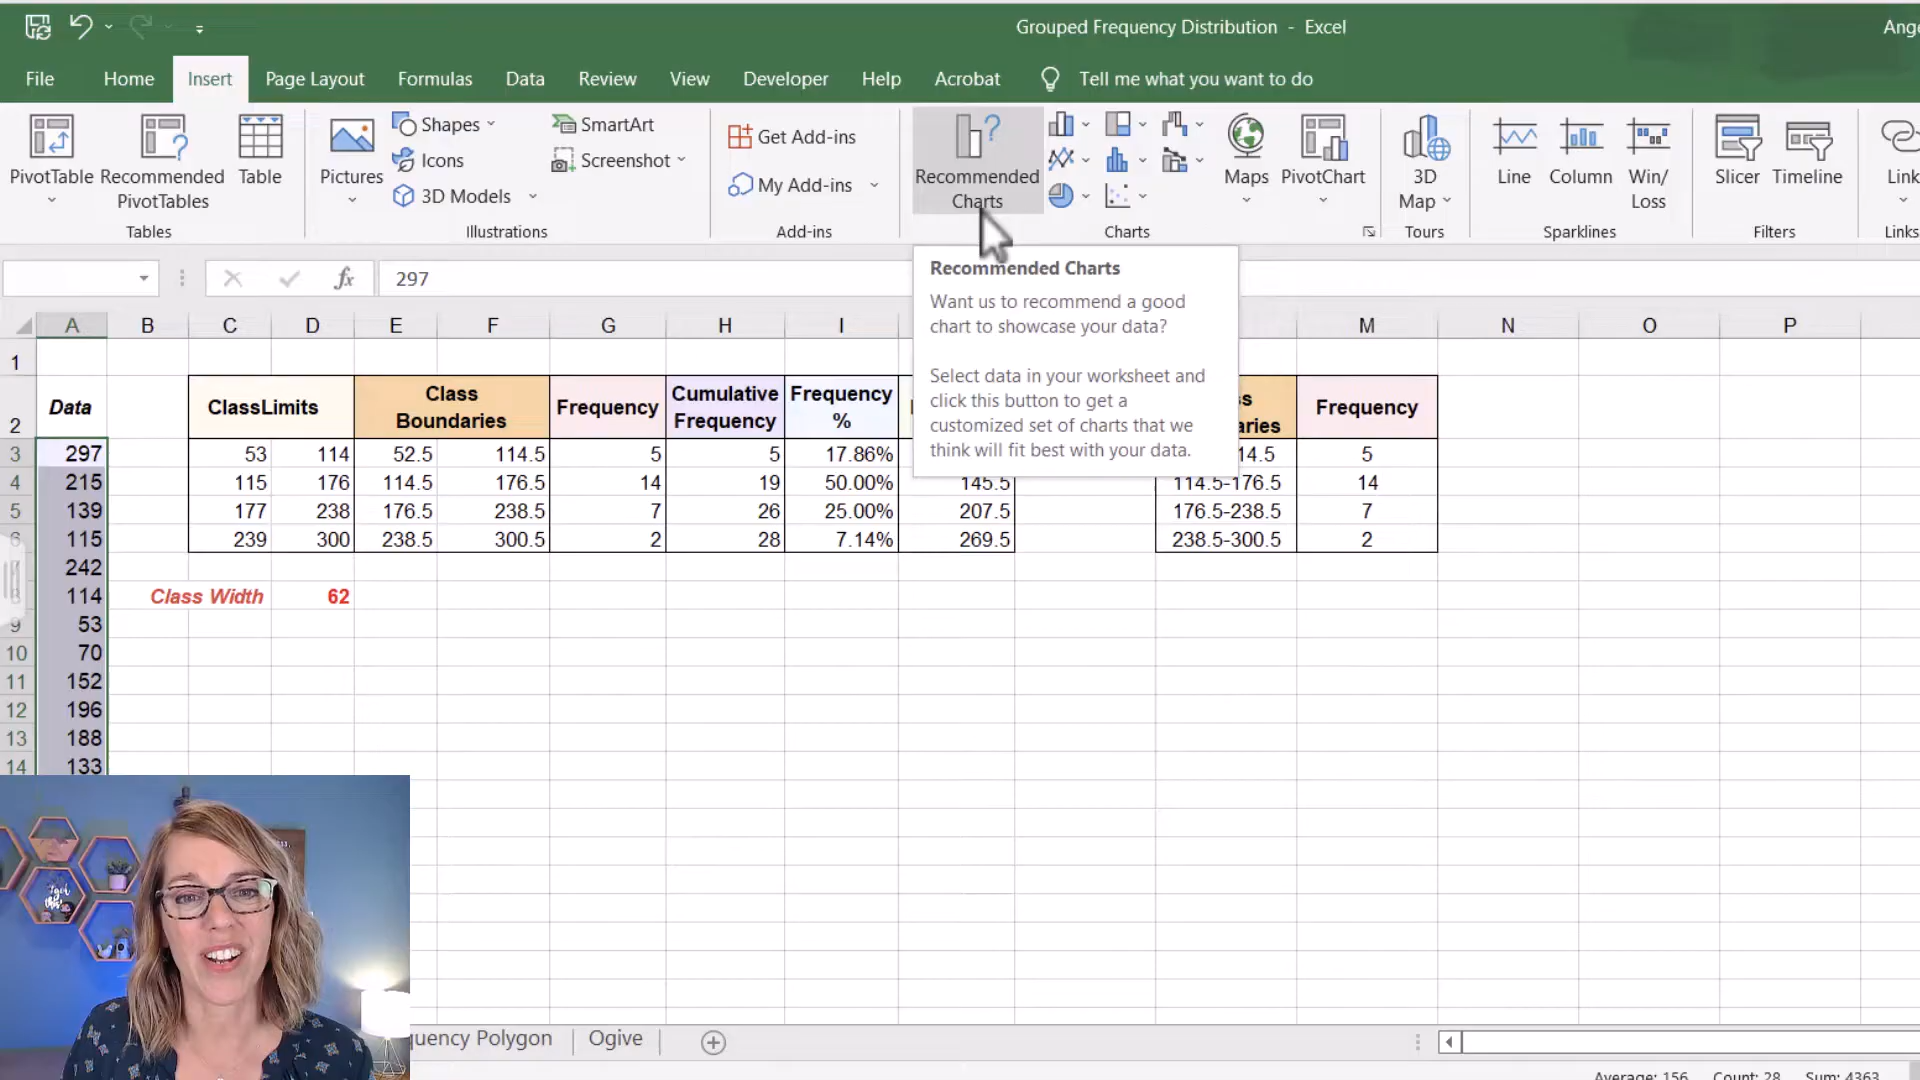 Grouped Frequency Distribution - Excel
Ange
File Home Insert Page Layout Formulas Data Review View Developer Help Acrobat Tell me what you want to do
PivotTable
Recommended PivotTables
Table
Tables
Pictures
Shapes
Icons
3D Models
SmartArt
Screenshot
Illustrations
Get Add-ins
My Add-ins
Add-ins
Recommended Charts
Maps
PivotChart
Charts
3D Map
Tours
Line
Column
Win/ Loss
Sparklines
Slicer
Timeline
Filters
Link
Links
fx 297
Recommended Charts
Want us to recommend a good
chart to showcase your data?
Select data in your worksheet and
click this button to get a
customized set of charts that we
think will fit best with your data.
A B C D E F G H I M N O P
1
2 Data ClassLimits Class Boundaries Frequency Cumulative Frequency Frequency % Frequency
3 297 53 114 52.5 114.5 5 5 17.86% 14.5 5
4 215 115 176 114.5 176.5 14 19 50.00% 145.5 114.5-176.5 14
5 139 177 238 176.5 238.5 7 26 25.00% 207.5 176.5-238.5 7
6 115 239 300 238.5 300.5 2 28 7.14% 269.5 238.5-300.5 2
7 242
8 114 Class Width 62
9 53
10 70
11 152
12 196
13 188
14 133
quency Polygon Ogive
Average: 156 Count: 28 Sum: 4363